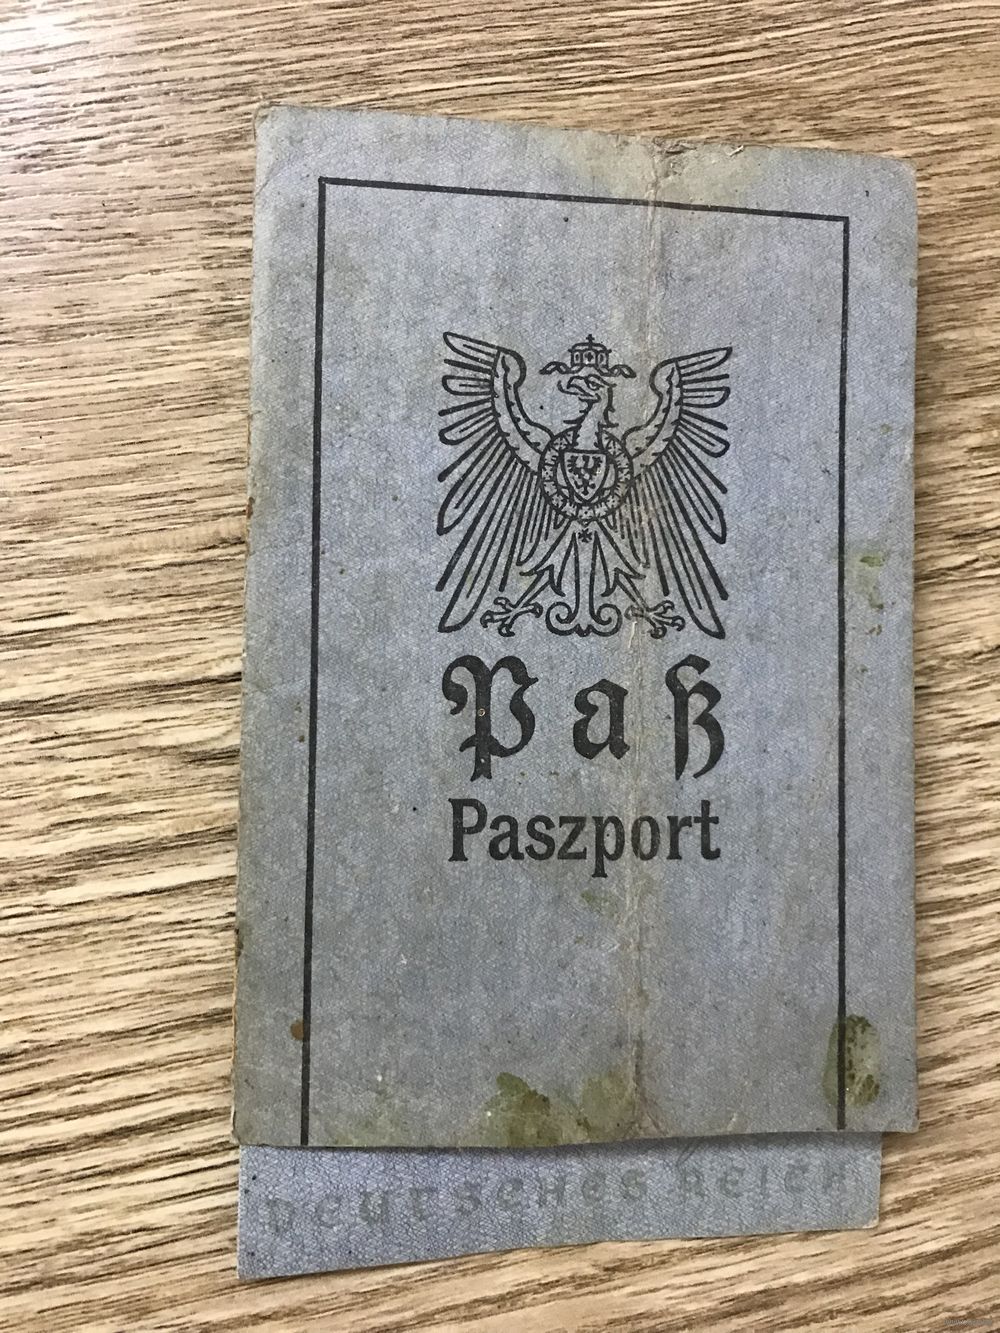 Paß
Paszport
DEUTSCHES REICH